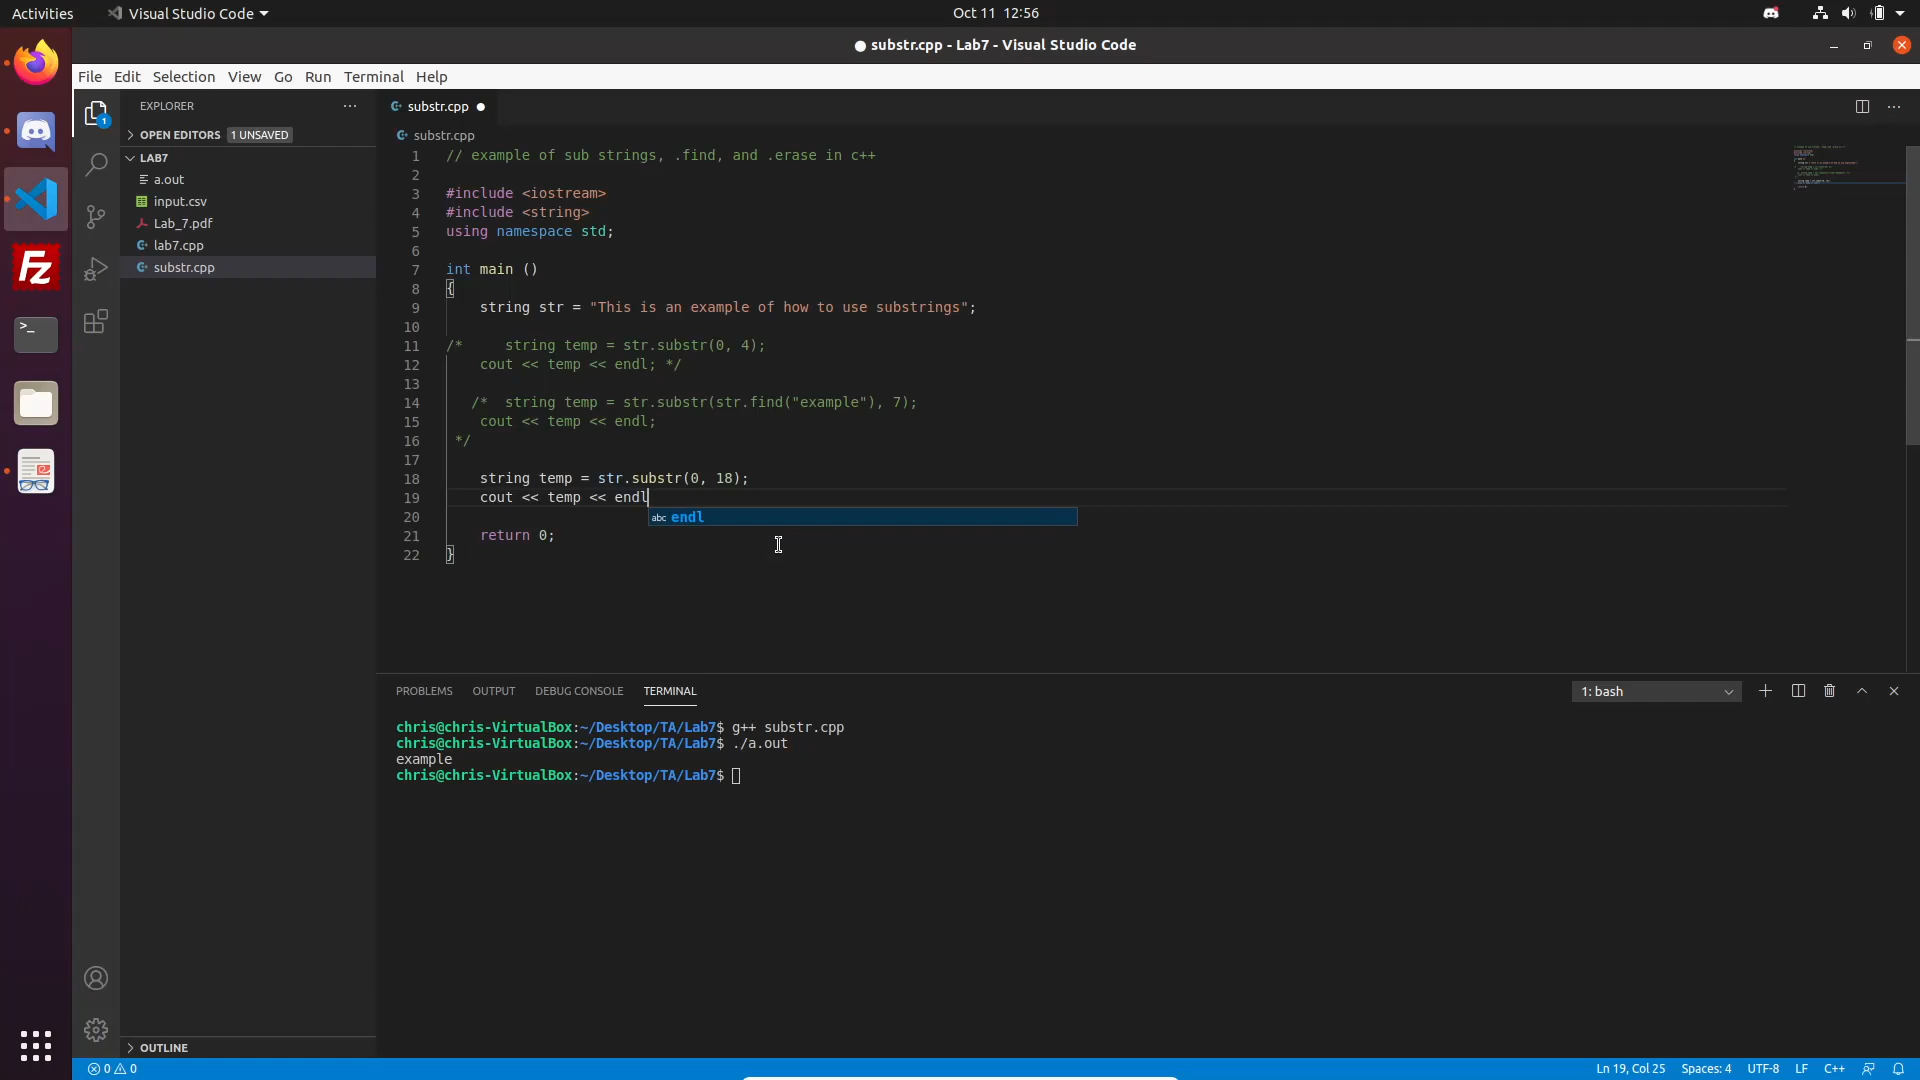 Activities Visual Studio Code Oct 11 12:56
substr.cpp - Lab7 - Visual Studio Code
File Edit Selection View Go Run Terminal Help
EXPLORER
OPEN EDITORS 1 UNSAVED
LAB7
a.out
input.csv
Lab_7.pdf
lab7.cpp
substr.cpp
OUTLINE
substr.cpp
substr.cpp
1 // example of sub strings, .find, and .erase in c++
2
3 #include <iostream>
4 #include <string>
5 using namespace std;
6
7 int main ()
8 {
9 string str = "This is an example of how to use substrings";
10
11 /* string temp = str.substr(0, 4);
12 cout << temp << endl; */
13
14 /* string temp = str.substr(str.find("example"), 7);
15 cout << temp << endl;
16 */
17
18 string temp = str.substr(0, 18);
19 cout << temp << endl
abc endl
20
21 return 0;
22 }
PROBLEMS OUTPUT DEBUG CONSOLE TERMINAL 1: bash
chris@chris-VirtualBox:~/Desktop/TA/Lab7$ g++ substr.cpp
chris@chris-VirtualBox:~/Desktop/TA/Lab7$ ./a.out
example
chris@chris-VirtualBox:~/Desktop/TA/Lab7$
0 0 Ln 19, Col 25 Spaces: 4 UTF-8 LF C++